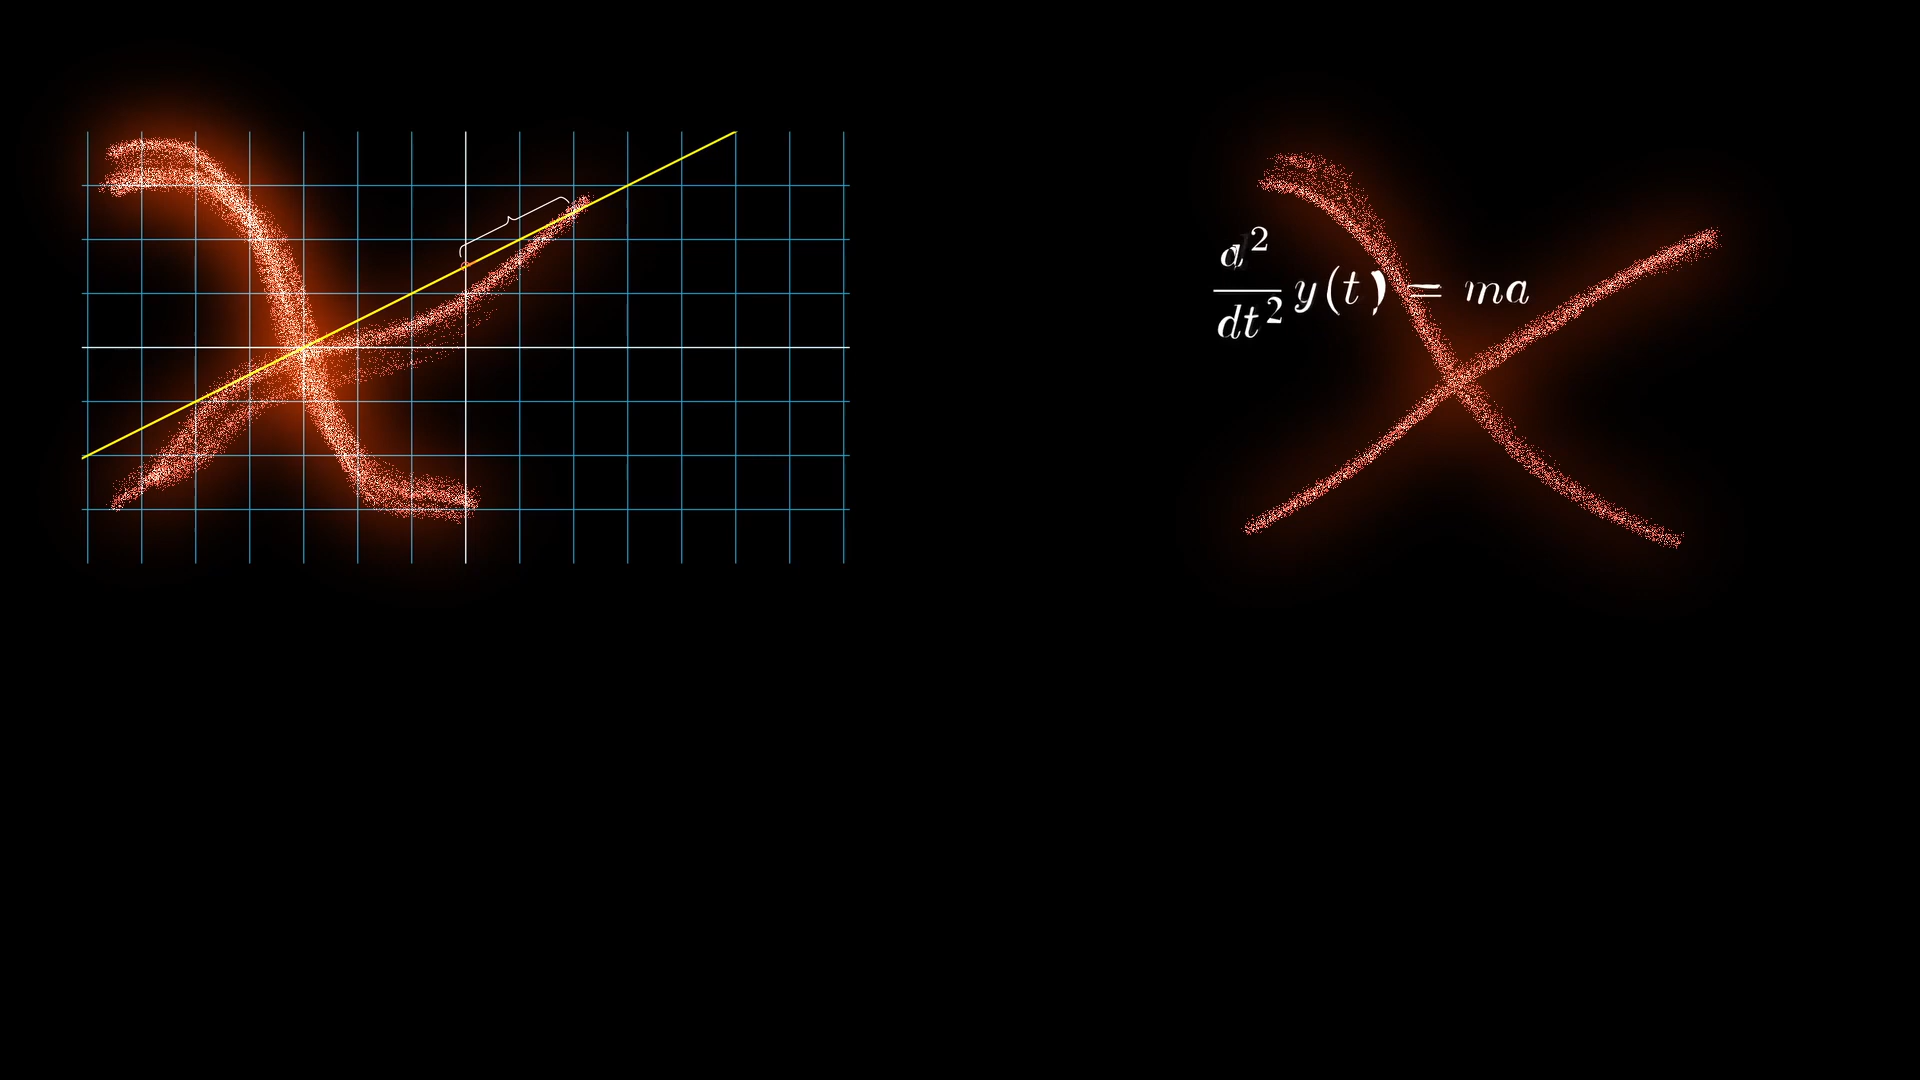 d²/dt² y(t) = ma